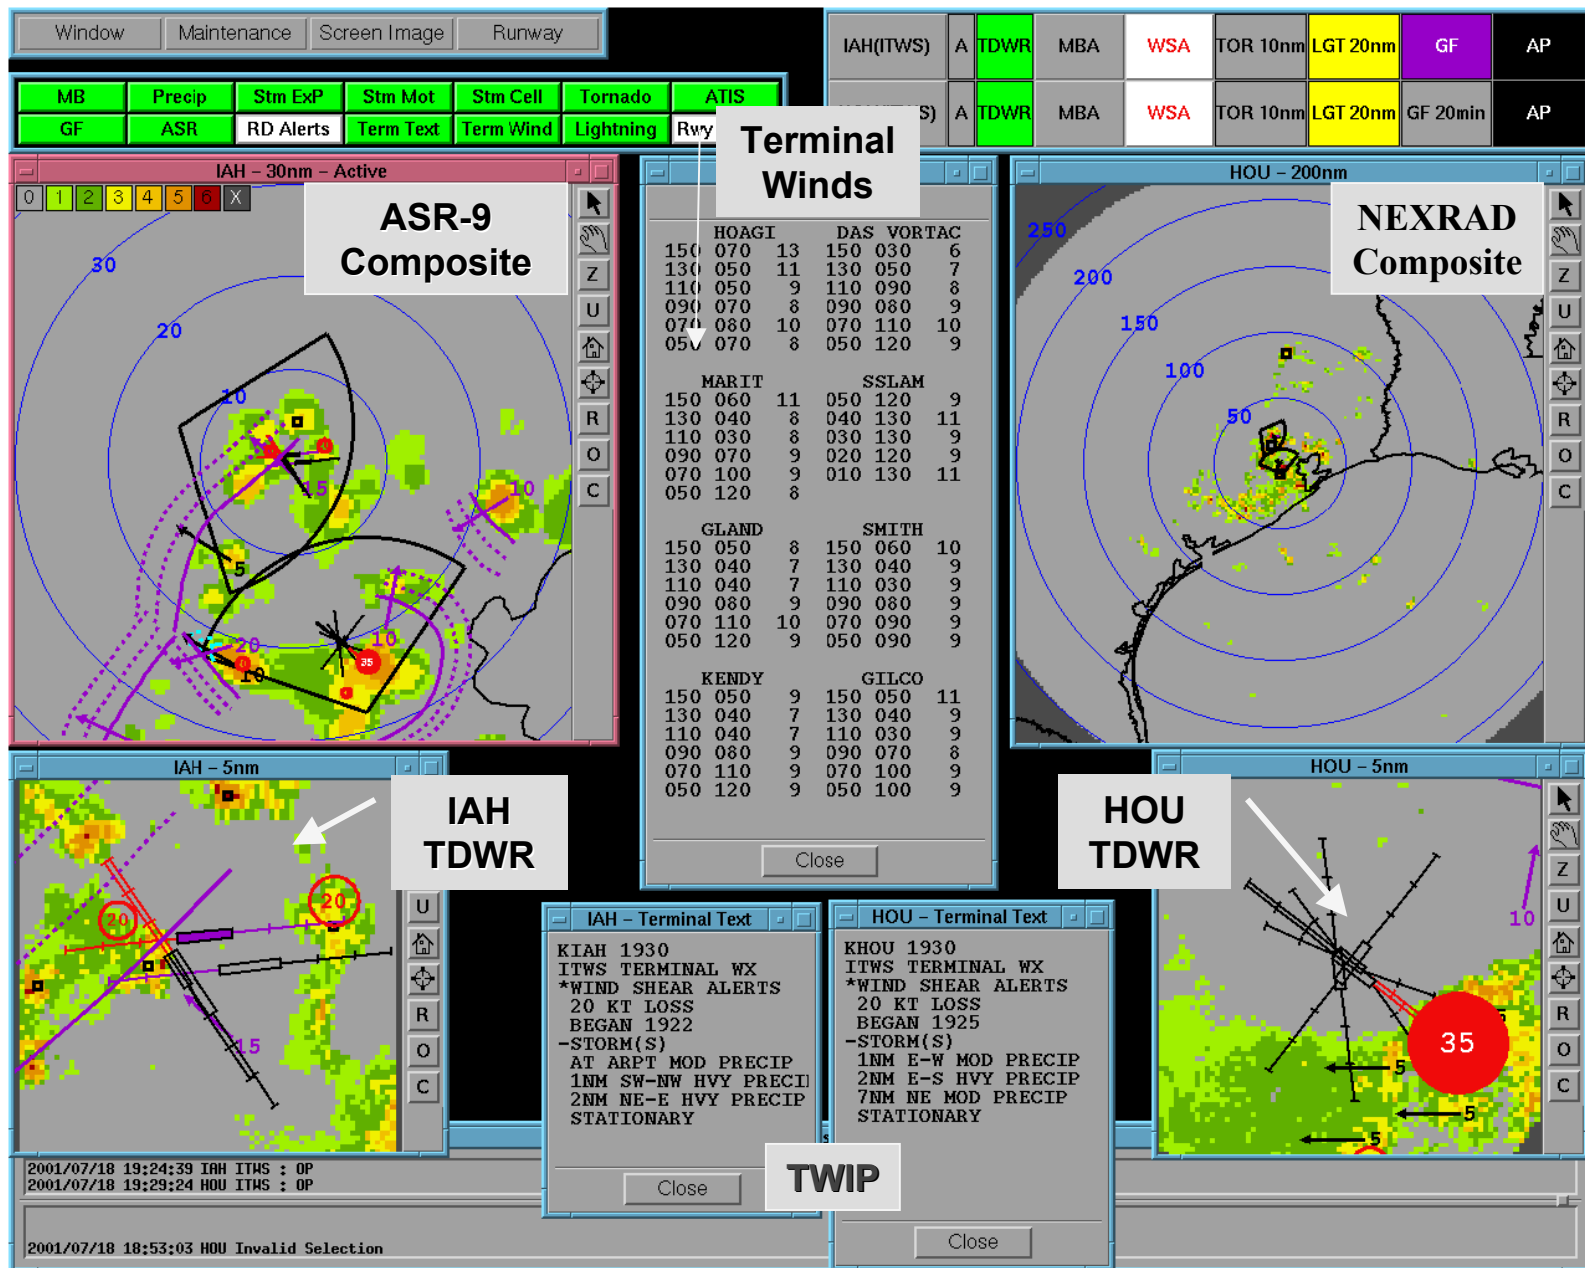 Window Maintenance Screen Image Runway
IAH(ITWS) A TDWR MBA WSA TOR 10nm LGT 20nm GF AP
S) A TDWR MBA WSA TOR 10nm LGT 20nm GF 20min AP
MB Precip Stm ExP Stm Mot Stm Cell Tornado ATIS
GF ASR RD Alerts Term Text Term Wind Lightning Rwy
Terminal
Winds
IAH – 30nm – Active
0 1 2 3 4 5 6 X
ASR-9
Composite
30
20
10
15
10
5
20
10
10
35
Z
U
R
O
C
HOAGI DAS VORTAC
150 070 13 150 030 6
130 050 11 130 050 7
110 050 9 110 090 8
090 070 8 090 080 9
070 080 10 070 110 10
050 070 8 050 120 9
MARIT SSLAM
150 060 11 050 120 9
130 040 8 040 130 11
110 030 8 030 130 9
090 070 9 020 120 9
070 100 9 010 130 11
050 120 8
GLAND SMITH
150 050 8 150 060 10
130 040 7 130 040 9
110 040 7 110 030 9
090 080 9 090 080 9
070 110 10 070 090 9
050 120 9 050 090 9
KENDY GILCO
150 050 9 150 050 11
130 040 7 130 040 9
110 040 7 110 030 9
090 080 9 090 070 8
070 110 9 070 100 9
050 120 9 050 100 9
Close
HOU – 200nm
NEXRAD
Composite
250
200
150
100
50
Z
U
R
O
C
IAH – 5nm
IAH
TDWR
20
20
15
U
R
O
C
HOU – 5nm
HOU
TDWR
10
35
5
5
5
Z
U
R
O
C
IAH – Terminal Text
KIAH 1930
ITWS TERMINAL WX
*WIND SHEAR ALERTS
20 KT LOSS
BEGAN 1922
–STORM(S)
AT ARPT MOD PRECIP
1NM SW–NW HVY PRECI
2NM NE–E HVY PRECIP
STATIONARY
Close
HOU – Terminal Text
KHOU 1930
ITWS TERMINAL WX
*WIND SHEAR ALERTS
20 KT LOSS
BEGAN 1925
–STORM(S)
1NM E–W MOD PRECIP
2NM E–S HVY PRECIP
7NM NE MOD PRECIP
STATIONARY
Close
TWIP
2001/07/18 19:24:39 IAH ITWS : OP
2001/07/18 19:29:24 HOU ITWS : OP
2001/07/18 18:53:03 HOU Invalid Selection